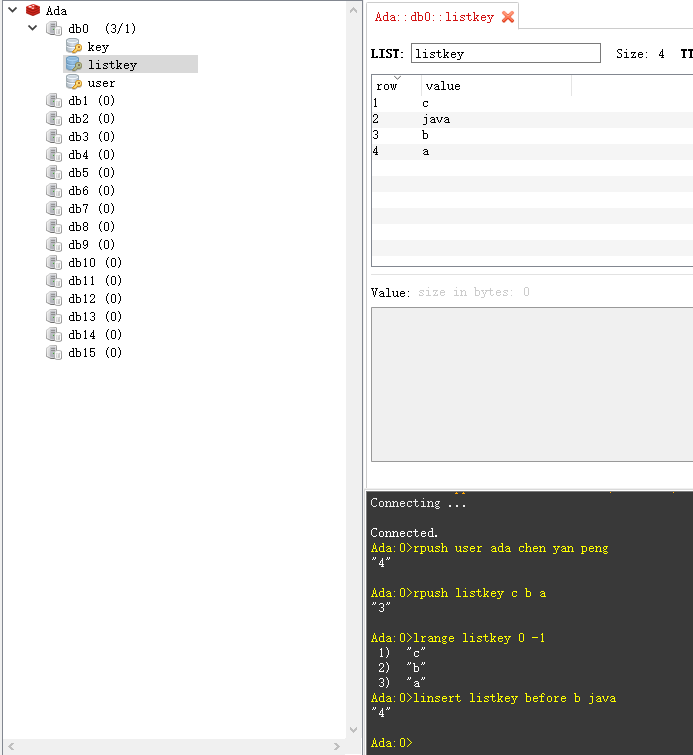 Ada
db0 (3/1)
key
listkey
user
db1 (0)
db2 (0)
db3 (0)
db4 (0)
db5 (0)
db6 (0)
db7 (0)
db8 (0)
db9 (0)
db10 (0)
db11 (0)
db12 (0)
db13 (0)
db14 (0)
db15 (0)
Ada::db0::listkey
LIST: listkey Size: 4 TT
row value
1 c
2 java
3 b
4 a
Value: size in bytes: 0
Connecting ...
Connected.
Ada:0>rpush user ada chen yan peng
"4"
Ada:0>rpush listkey c b a
"3"
Ada:0>lrange listkey 0 -1
1) "c"
2) "b"
3) "a"
Ada:0>linsert listkey before b java
"4"
Ada:0>